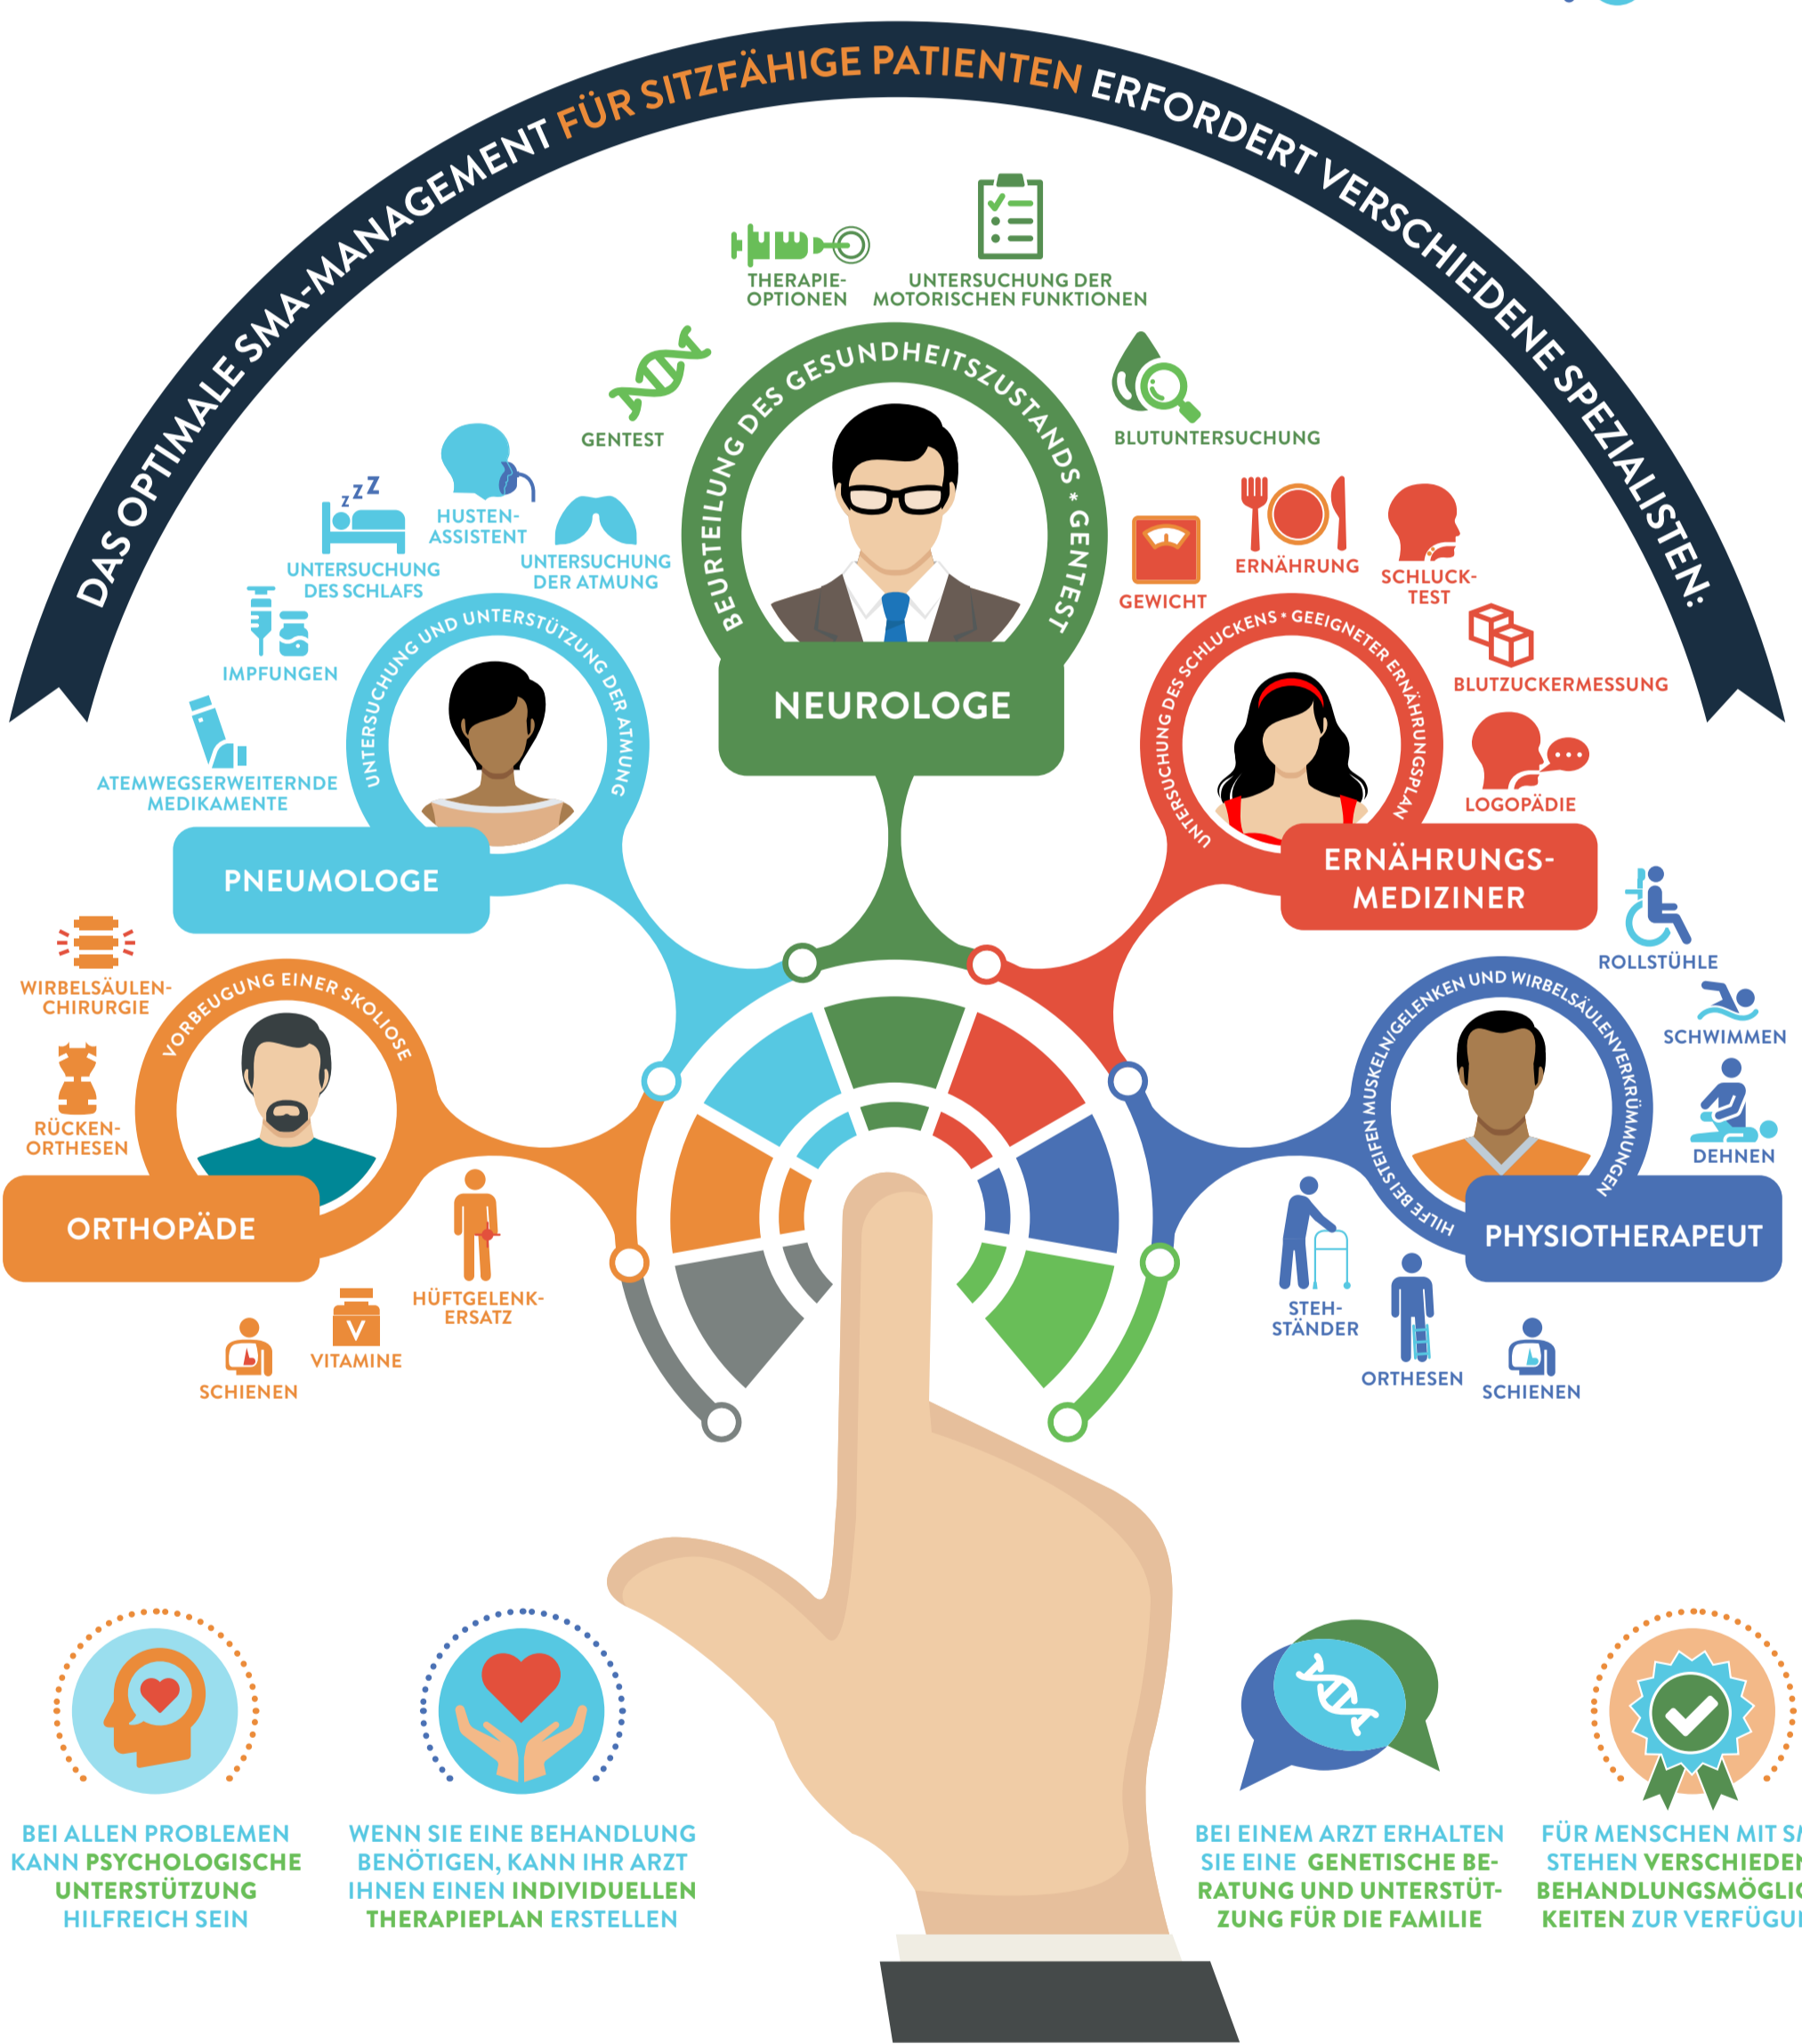 DAS OPTIMALE SMA-MANAGEMENT FÜR SITZFÄHIGE PATIENTEN ERFORDERT VERSCHIEDENE SPEZIALISTEN:
THERAPIE-
OPTIONEN
UNTERSUCHUNG DER
MOTORISCHEN FUNKTIONEN
GENTEST
BLUTUNTERSUCHUNG
BEURTEILUNG DES GESUNDHEITSZUSTANDS * GENTEST
NEUROLOGE
HUSTEN-
ASSISTENT
UNTERSUCHUNG
DER ATMUNG
zzZ
UNTERSUCHUNG
DES SCHLAFS
IMPFUNGEN
ATEMWEGSERWEITERNDE
MEDIKAMENTE
UNTERSUCHUNG UND UNTERSTÜTZUNG DER ATMUNG
PNEUMOLOGE
GEWICHT
ERNÄHRUNG
SCHLUCK-
TEST
BLUTZUCKERMESSUNG
LOGOPÄDIE
UNTERSUCHUNG DES SCHLUCKENS * GEEIGNETER ERNÄHRUNGSPLAN
ERNÄHRUNGS-
MEDIZINER
WIRBELSÄULEN-
CHIRURGIE
RÜCKEN-
ORTHESEN
VORBEUGUNG EINER SKOLIOSE
ORTHOPÄDE
HÜFTGELENK-
ERSATZ
V
VITAMINE
SCHIENEN
ROLLSTÜHLE
SCHWIMMEN
DEHNEN
HILFE BEI STEIFEN MUSKELN/GELENKEN UND WIRBELSÄULENVERKRÜMMUNGEN
PHYSIOTHERAPEUT
STEH-
STÄNDER
ORTHESEN
SCHIENEN
BEI ALLEN PROBLEMEN
KANN PSYCHOLOGISCHE
UNTERSTÜTZUNG
HILFREICH SEIN
WENN SIE EINE BEHANDLUNG
BENÖTIGEN, KANN IHR ARZT
IHNEN EINEN INDIVIDUELLEN
THERAPIEPLAN ERSTELLEN
BEI EINEM ARZT ERHALTEN
SIE EINE GENETISCHE BE-
RATUNG UND UNTERSTÜT-
ZUNG FÜR DIE FAMILIE
FÜR MENSCHEN MIT
STEHEN VERSCHIEDEN
BEHANDLUNGSMÖGLIC
KEITEN ZUR VERFÜGU